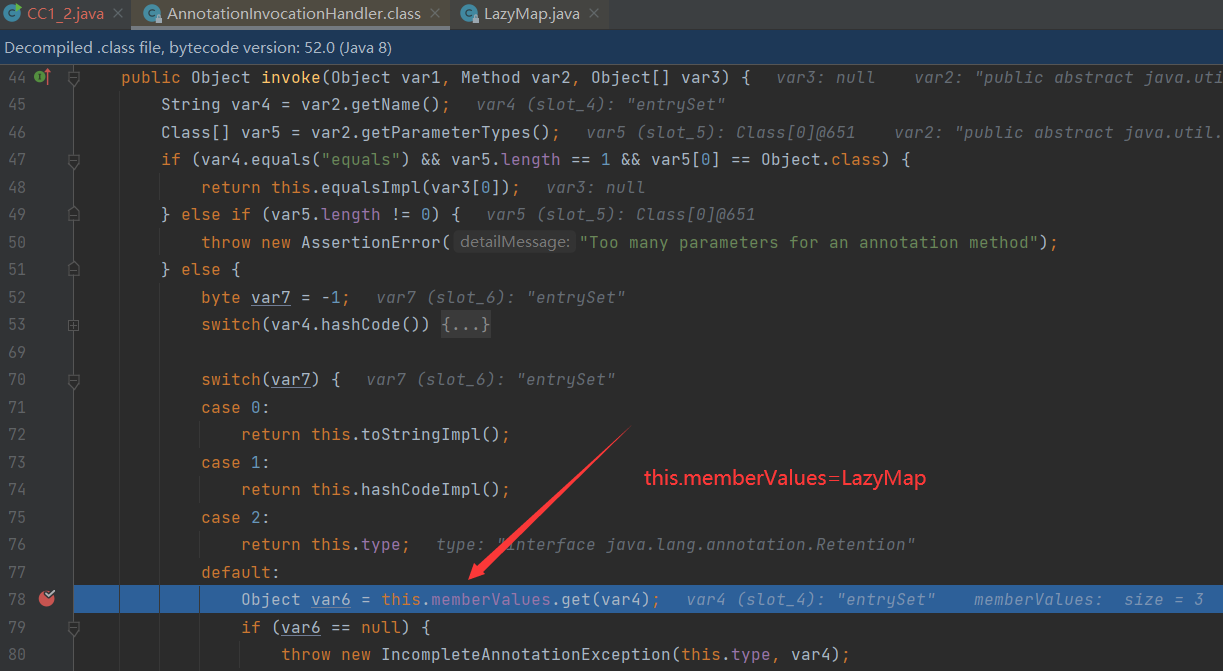 CC1_2.java × AnnotationInvocationHandler.class × LazyMap.java ×
Decompiled .class file, bytecode version: 52.0 (Java 8)
44 public Object invoke(Object var1, Method var2, Object[] var3) { var3: null var2: "public abstract java.uti
45 String var4 = var2.getName(); var4 (slot_4): "entrySet"
46 Class[] var5 = var2.getParameterTypes(); var5 (slot_5): Class[0]@651 var2: "public abstract java.util.
47 if (var4.equals("equals") && var5.length == 1 && var5[0] == Object.class) {
48 return this.equalsImpl(var3[0]); var3: null
49 } else if (var5.length != 0) { var5 (slot_5): Class[0]@651
50 throw new AssertionError( detailMessage: "Too many parameters for an annotation method");
51 } else {
52 byte var7 = -1; var7 (slot_6): "entrySet"
53 switch(var4.hashCode()) {...}
69
70 switch(var7) { var7 (slot_6): "entrySet"
71 case 0:
72 return this.toStringImpl();
this.memberValues=LazyMap
73 case 1:
74 return this.hashCodeImpl();
75 case 2:
76 return this.type; type: "interface java.lang.annotation.Retention"
77 default:
78 Object var6 = this.memberValues.get(var4); var4 (slot_4): "entrySet" memberValues: size = 3
79 if (var6 == null) {
80 throw new IncompleteAnnotationException(this.type, var4);